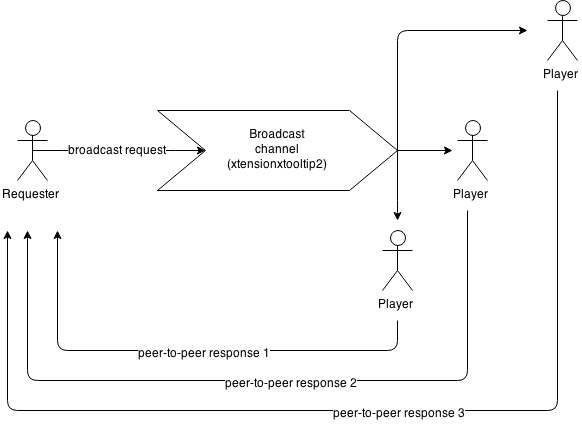 Player
broadcast request
Broadcast
channel
(xtensionxtooltip2)
Requester
Player
Player
peer-to-peer response 1
peer-to-peer response 2
peer-to-peer response 3